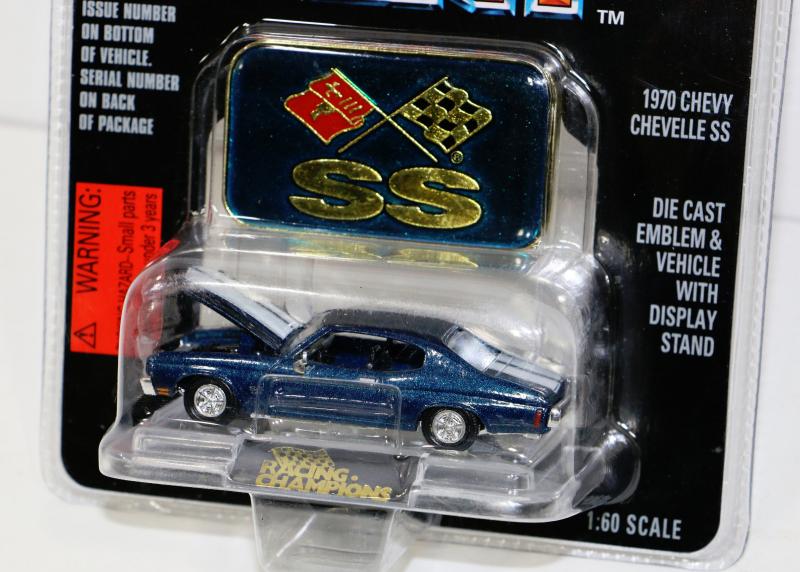 ISSUE NUMBER
ON BOTTOM
OF VEHICLE.
SERIAL NUMBER
ON BACK
OF PACKAGE
TM
SS
®
1970 CHEVY
CHEVELLE SS
WARNING:
HAZARD–Small parts
under 3 years
DIE CAST
EMBLEM &
VEHICLE
WITH
DISPLAY
STAND
RACING
CHAMPIONS
1:60 SCALE